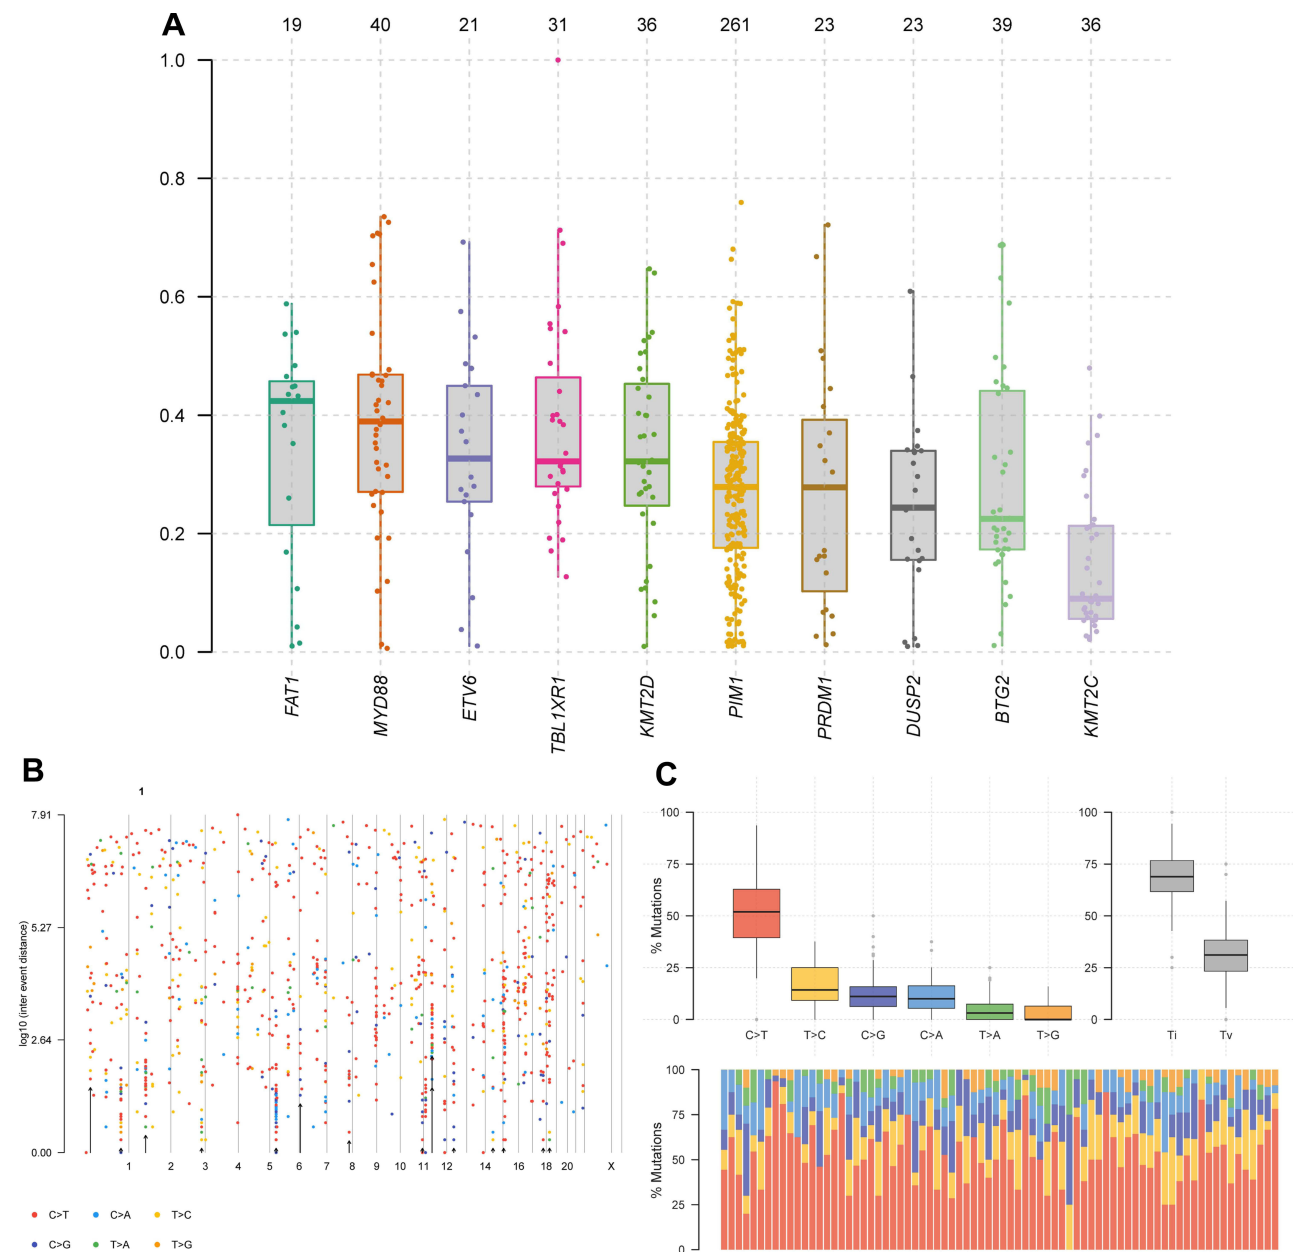 A
19 40 21 31 36 261 23 23 39 36
1.0
0.8
0.6
0.4
0.2
0.0
FAT1 MYD88 ETV6 TBL1XR1 KMT2D PIM1 PRDM1 DUSP2 BTG2 KMT2C
B
1
7.91
5.27
2.64
0.00
log10 (inter event distance)
1 2 3 4 5 6 7 8 9 10 11 12 14 16 18 20 X
C>T C>A T>C
C>G T>A T>G
C
% Mutations
100
75
50
25
0
C>T T>C C>G C>A T>A T>G
100
75
50
25
0
Ti Tv
% Mutations
100
75
50
25
0